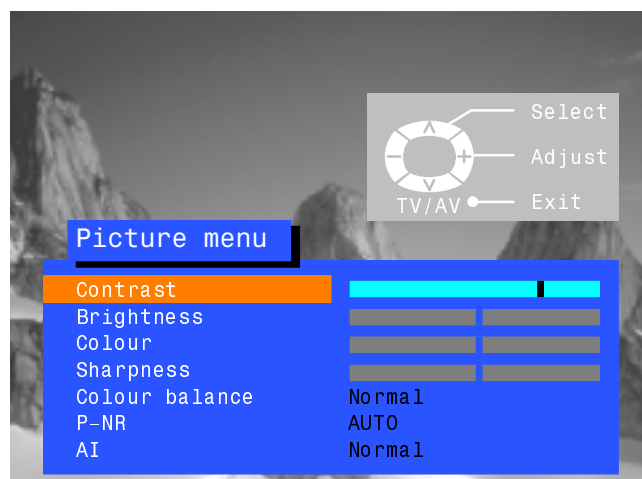 Select
Adjust
TV/AV Exit
Picture menu
Contrast
Brightness
Colour
Sharpness
Colour balance Normal
P-NR AUTO
AI Normal